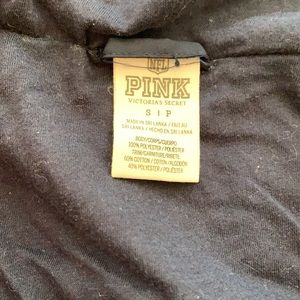 NFL
PINK
VICTORIA'S SECRET
S | P
MADE IN SRI LANKA / FAIT AU
SRI LANKA / HECHO EN SRI LANKA
BODY/CORPS/CUERPO
100% POLYESTER / POLIÉSTER
TRIM/GARNITURE/RIBETE
60% COTTON / COTON/ALGODÓN
40% POLYESTER / POLIÉSTER